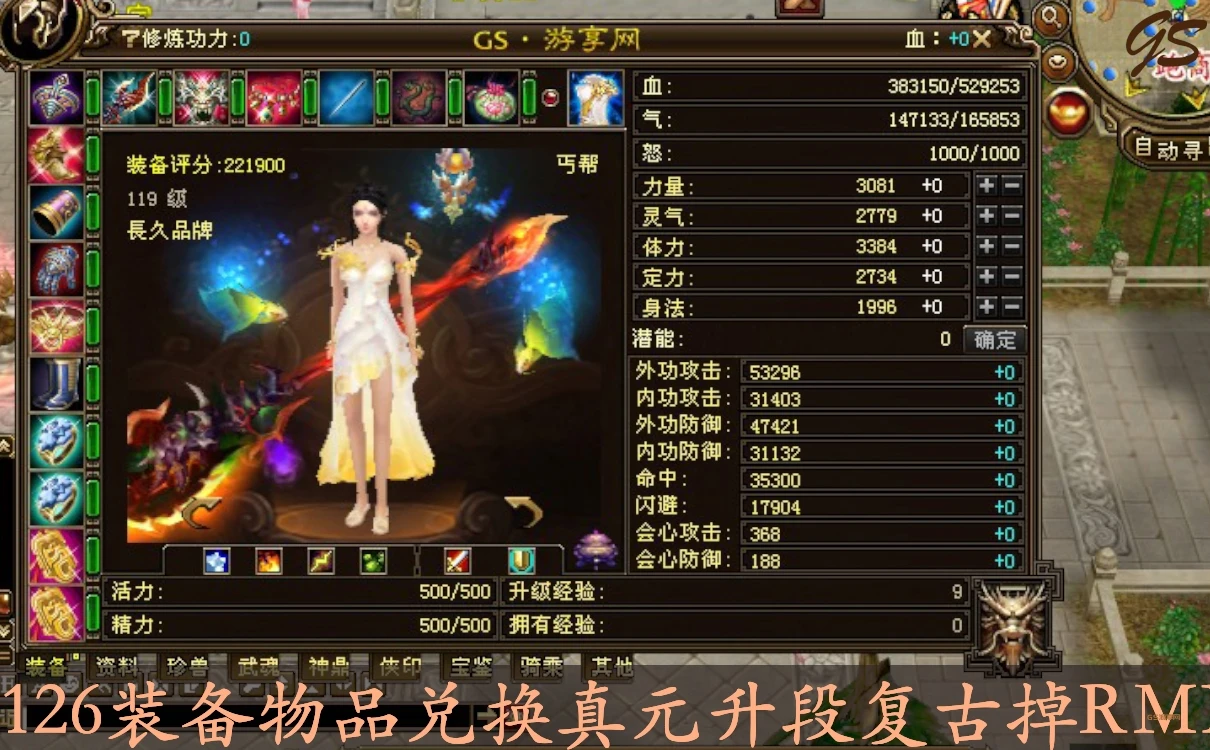 修炼功力:0
GS·游享网
血:+0
GS
装备评分:221900
丐帮
119 级
長久品牌
血: 383150/529253
气: 147133/165853
怒: 1000/1000
力量: 3081 +0
灵气: 2779 +0
体力: 3384 +0
定力: 2734 +0
身法: 1996 +0
潜能: 0 确定
外功攻击: 53296 +0
内功攻击: 31403 +0
外功防御: 47421 +0
内功防御: 31132 +0
命中: 35300 +0
闪避: 17904 +0
会心攻击: 368 +0
会心防御: 188 +0
自动寻
活力: 500/500 升级经验: 9
精力: 500/500 拥有经验: 0
装备 资料 珍兽 武魂 神鼎 侠印 宝鉴 骑乘 其他
126装备物品兑换真元升段复古掉RM